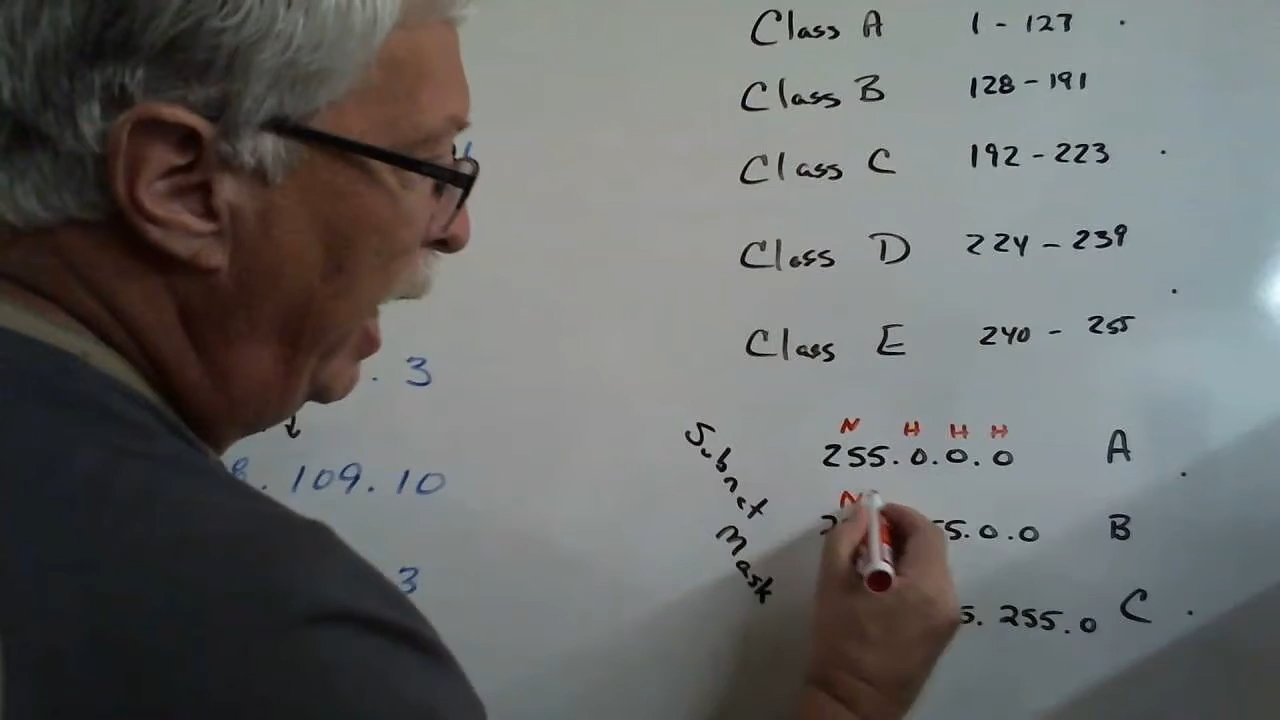 Class A 1 - 127 .
Class B 128 - 191
Class C 192 - 223 .
Class D 224 - 239
Class E 240 - 255
. 3
. 109 . 10
3
Subnet
Mask
N H H H
255.0.0.0 A
N
5.0.0 B
5. 255.0 C